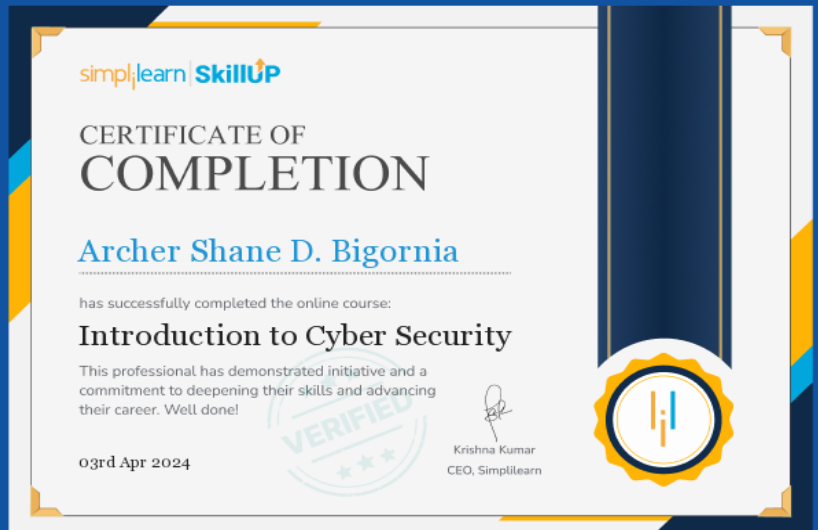 simplilearn | SkillUP
CERTIFICATE OF
COMPLETION
Archer Shane D. Bigornia
has successfully completed the online course:
Introduction to Cyber Security
This professional has demonstrated initiative and a
commitment to deepening their skills and advancing
their career. Well done!
VERIFIED
03rd Apr 2024
Krishna Kumar
CEO, Simplilearn